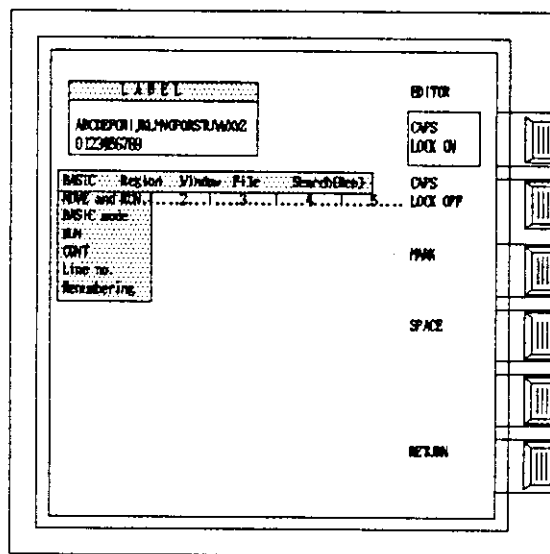 LABEL
0123456789
BASIC Region Window File Search(Rep)
MOVE and RUN. ....2....:....3....:....4....:....5....
BASIC mode
RUN
CONT
Line no.
Renumbering
EDITOR
CAPS
LOCK ON
CAPS
LOCK OFF
MARK
SPACE
RETURN